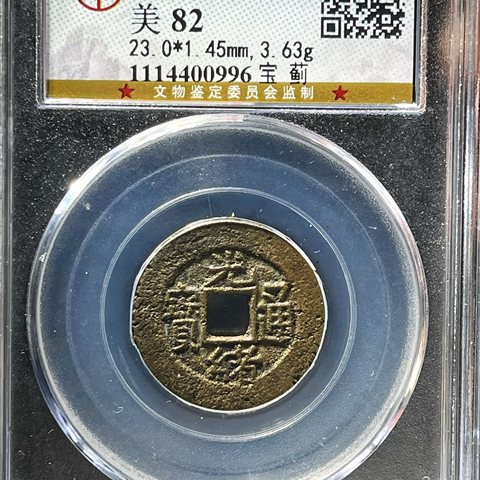 美 82
23.0*1.45mm,3.63g
1114400996 宝 蓟
文物鉴定委员会监制
光
寶 通
緒